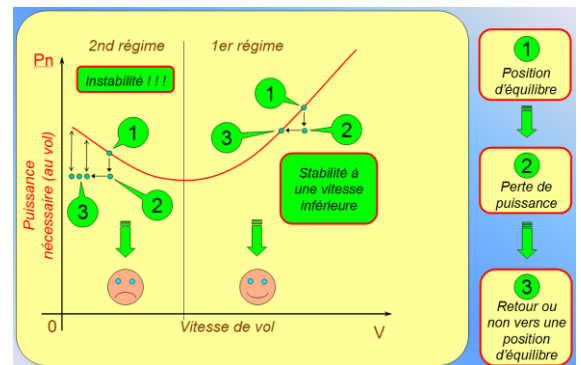 2nd régime
1er régime
Pn
Instabilité ! ! !
1
2
3
1
2
3
Stabilité à
une vitesse
inférieure
Puissance
nécessaire (au vol)
0
Vitesse de vol
V
1
Position
d'équilibre
2
Perte de
puissance
3
Retour ou
non vers une
position
d'équilibre